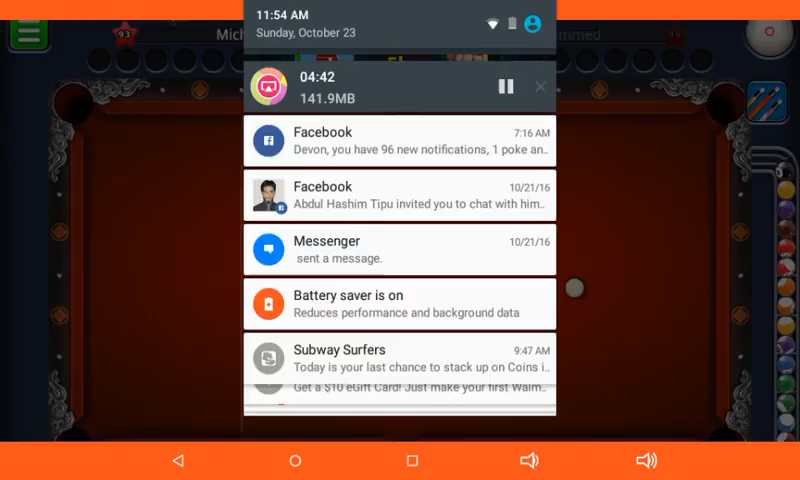 11:54 AM
Sunday, October 23
93
Mich
mmed
04:42
141.9MB
Facebook
7:16 AM
Devon, you have 96 new notifications, 1 poke an..
Facebook
10/21/16
Abdul Hashim Tipu invited you to chat with him..
Messenger
10/21/16
sent a message.
Battery saver is on
Reduces performance and background data
Subway Surfers
9:47 AM
Today is your last chance to stack up on Coins i..
Get a $10 eGift Card! Just make your first Walm..